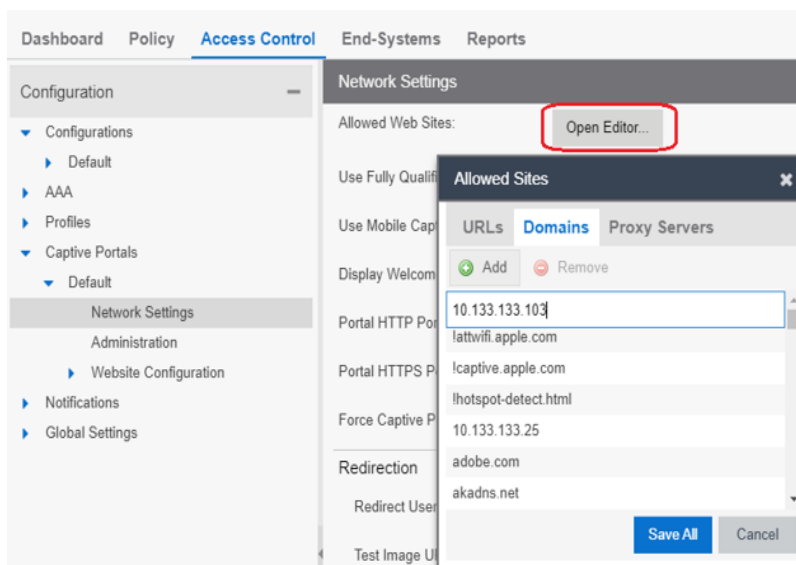 Dashboard Policy Access Control End-Systems Reports
Configuration
Configurations
Default
AAA
Profiles
Captive Portals
Default
Network Settings
Administration
Website Configuration
Notifications
Global Settings
Network Settings
Allowed Web Sites:
Open Editor...
Use Fully Qualifi
Use Mobile Cap
Display Welcom
Portal HTTP Por
Portal HTTPS P
Force Captive P
Redirection
Redirect User
Test Image U
Allowed Sites
URLs Domains Proxy Servers
Add Remove
10.133.133.103
!attwifi.apple.com
!captive.apple.com
!hotspot-detect.html
10.133.133.25
adobe.com
akadns.net
Save All Cancel